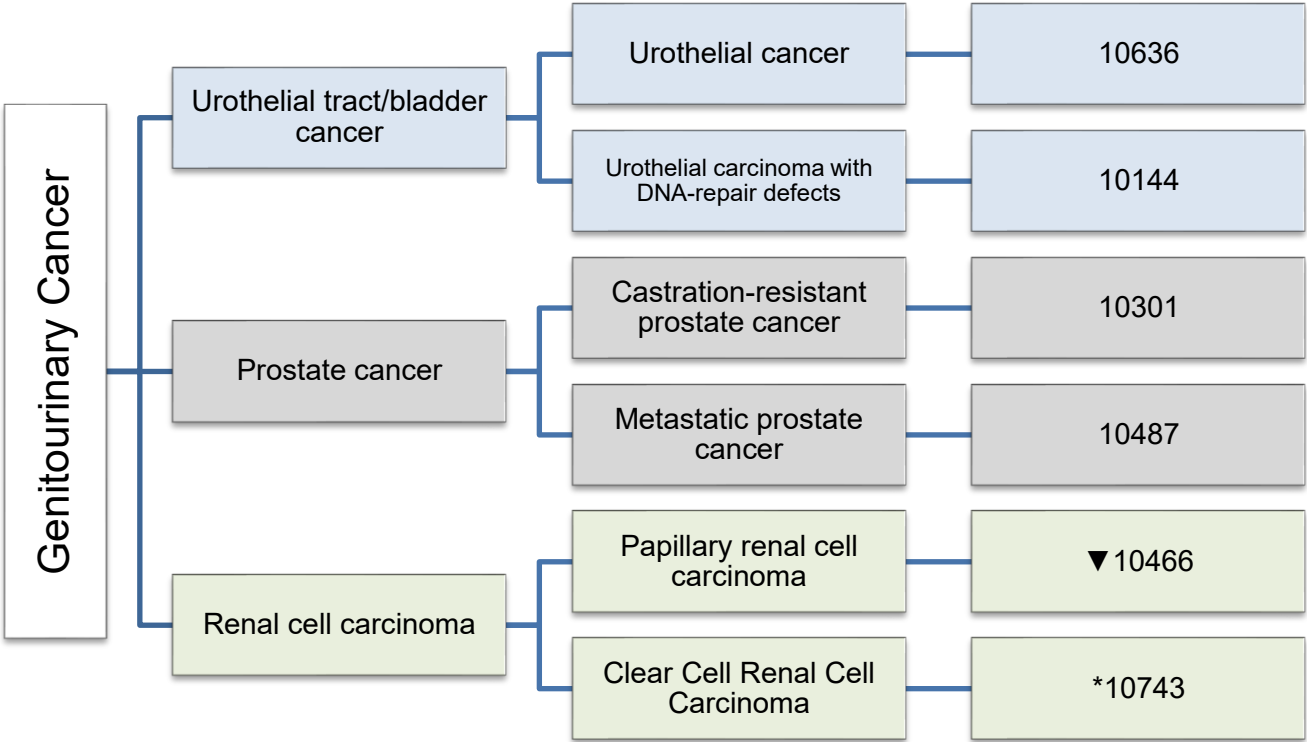 Genitourinary Cancer
Urothelial tract/bladder
cancer
Urothelial cancer
10636
Urothelial carcinoma with
DNA-repair defects
10144
Prostate cancer
Castration-resistant
prostate cancer
10301
Metastatic prostate
cancer
10487
Renal cell carcinoma
Papillary renal cell
carcinoma
▼10466
Clear Cell Renal Cell
Carcinoma
*10743